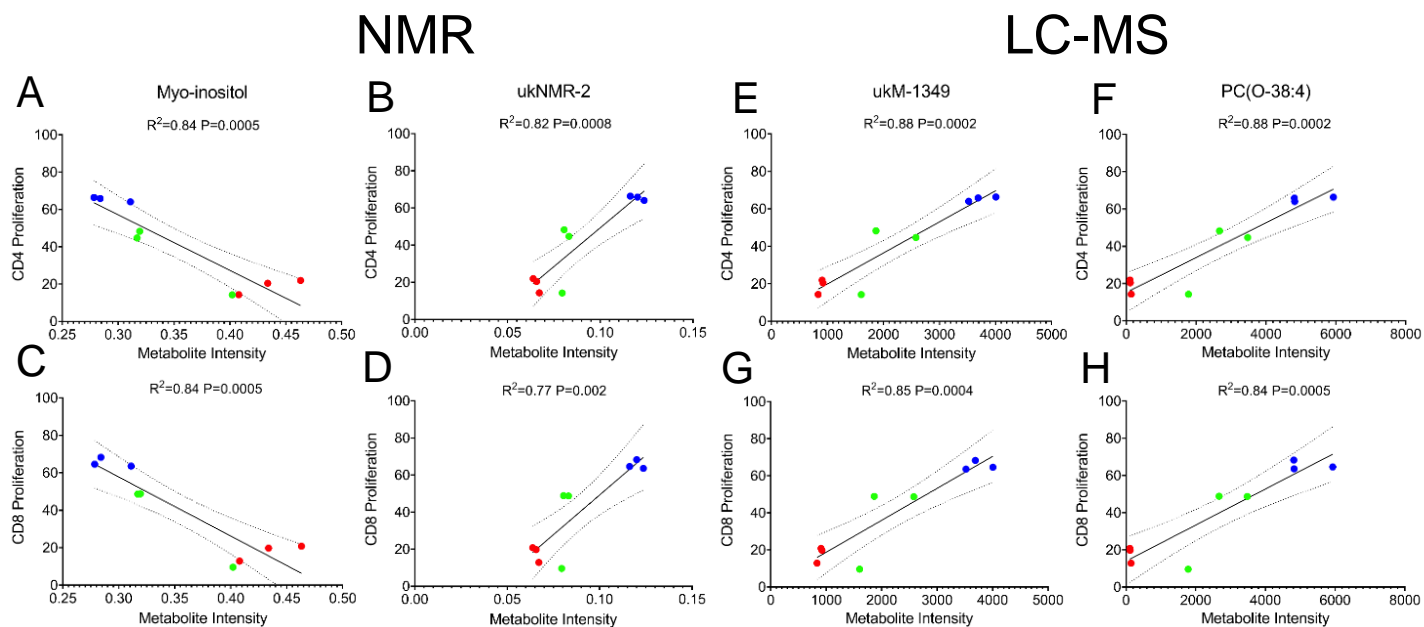 NMR
LC-MS
A
Myo-inositol
R²=0.84 P=0.0005
CD4 Proliferation
100
80
60
40
20
0
0.25 0.30 0.35 0.40 0.45 0.50
Metabolite Intensity
B
ukNMR-2
R²=0.82 P=0.0008
CD4 Proliferation
100
80
60
40
20
0
0.00 0.05 0.10 0.15
Metabolite Intensity
E
ukM-1349
R²=0.88 P=0.0002
CD4 Proliferation
100
80
60
40
20
0
0 1000 2000 3000 4000 5000
Metabolite Intensity
F
PC(O-38:4)
R²=0.88 P=0.0002
CD4 Proliferation
100
80
60
40
20
0
0 2000 4000 6000 8000
Metabolite Intensity
C
R²=0.84 P=0.0005
CD8 Proliferation
100
80
60
40
20
0
0.25 0.30 0.35 0.40 0.45 0.50
Metabolite Intensity
D
R²=0.77 P=0.002
CD8 Proliferation
100
80
60
40
20
0
0.00 0.05 0.10 0.15
Metabolite Intensity
G
R²=0.85 P=0.0004
CD8 Proliferation
100
80
60
40
20
0
0 1000 2000 3000 4000 5000
Metabolite Intensity
H
R²=0.84 P=0.0005
CD8 Proliferation
100
80
60
40
20
0
0 2000 4000 6000 8000
Metabolite Intensity